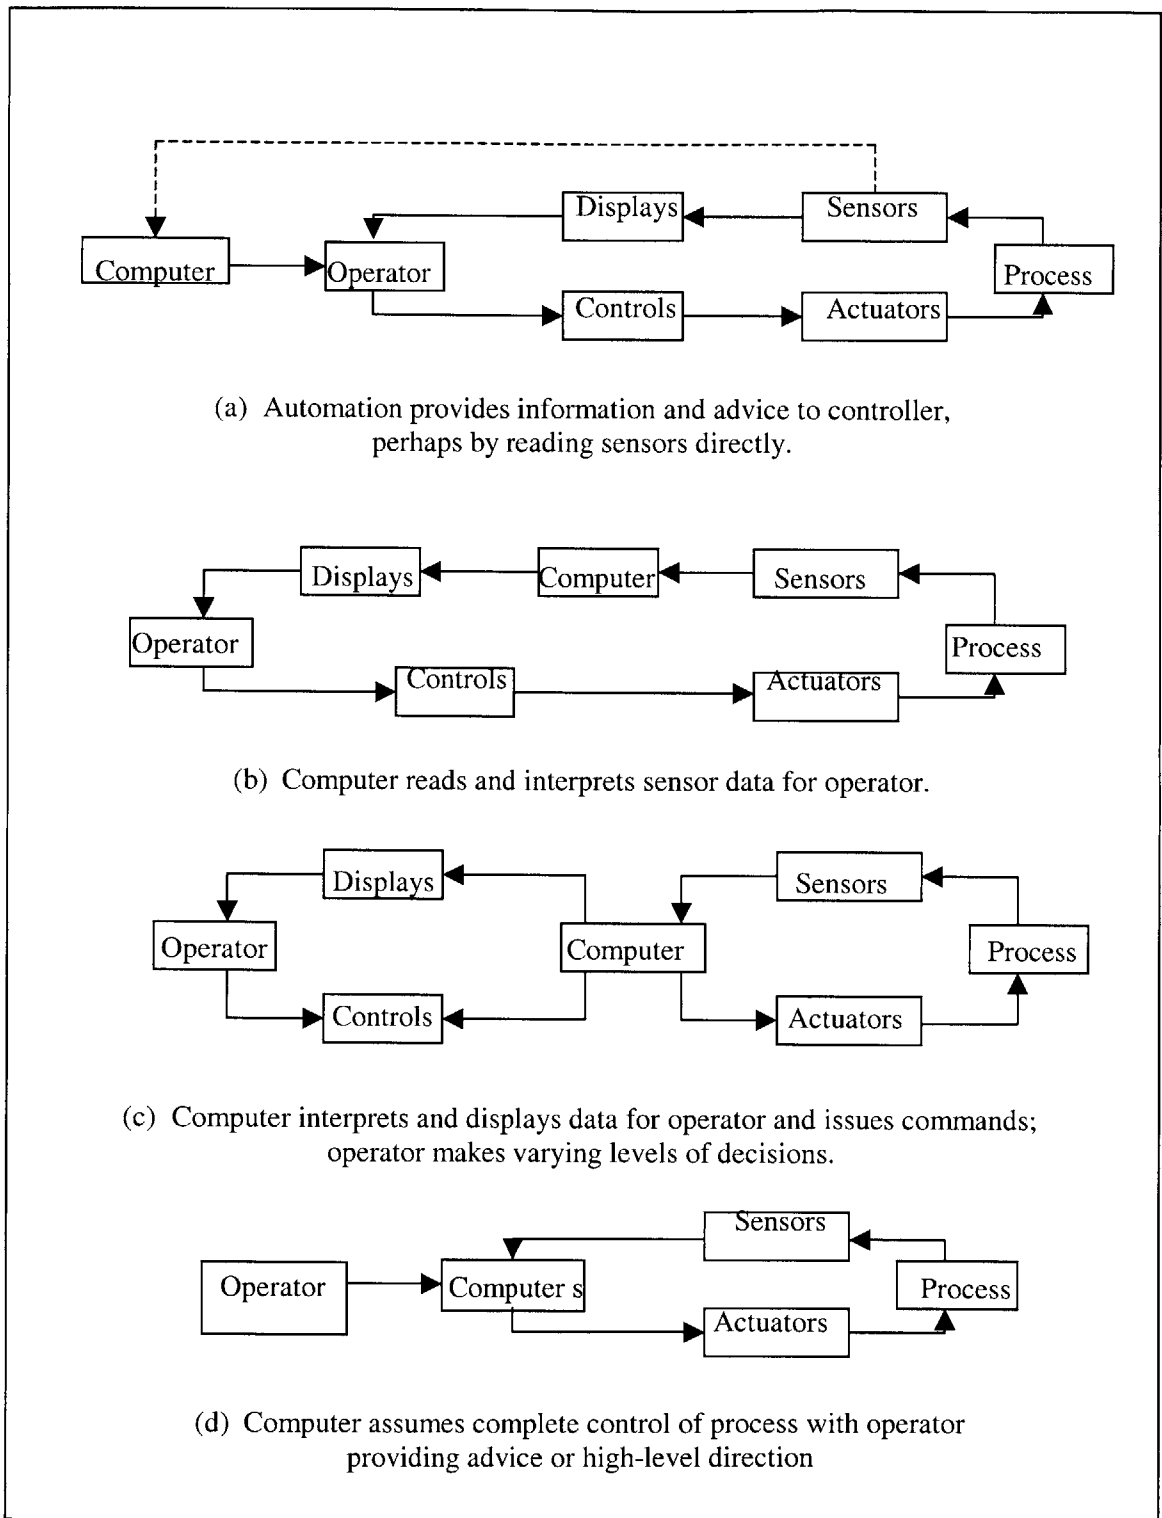 Displays
Sensors
Computer
Operator
Process
Controls
Actuators
(a) Automation provides information and advice to controller,
perhaps by reading sensors directly.
Displays
Computer
Sensors
Operator
Process
Controls
Actuators
(b) Computer reads and interprets sensor data for operator.
Displays
Sensors
Operator
Computer
Process
Controls
Actuators
(c) Computer interprets and displays data for operator and issues commands;
operator makes varying levels of decisions.
Sensors
Operator
Computer s
Process
Actuators
(d) Computer assumes complete control of process with operator
providing advice or high-level direction